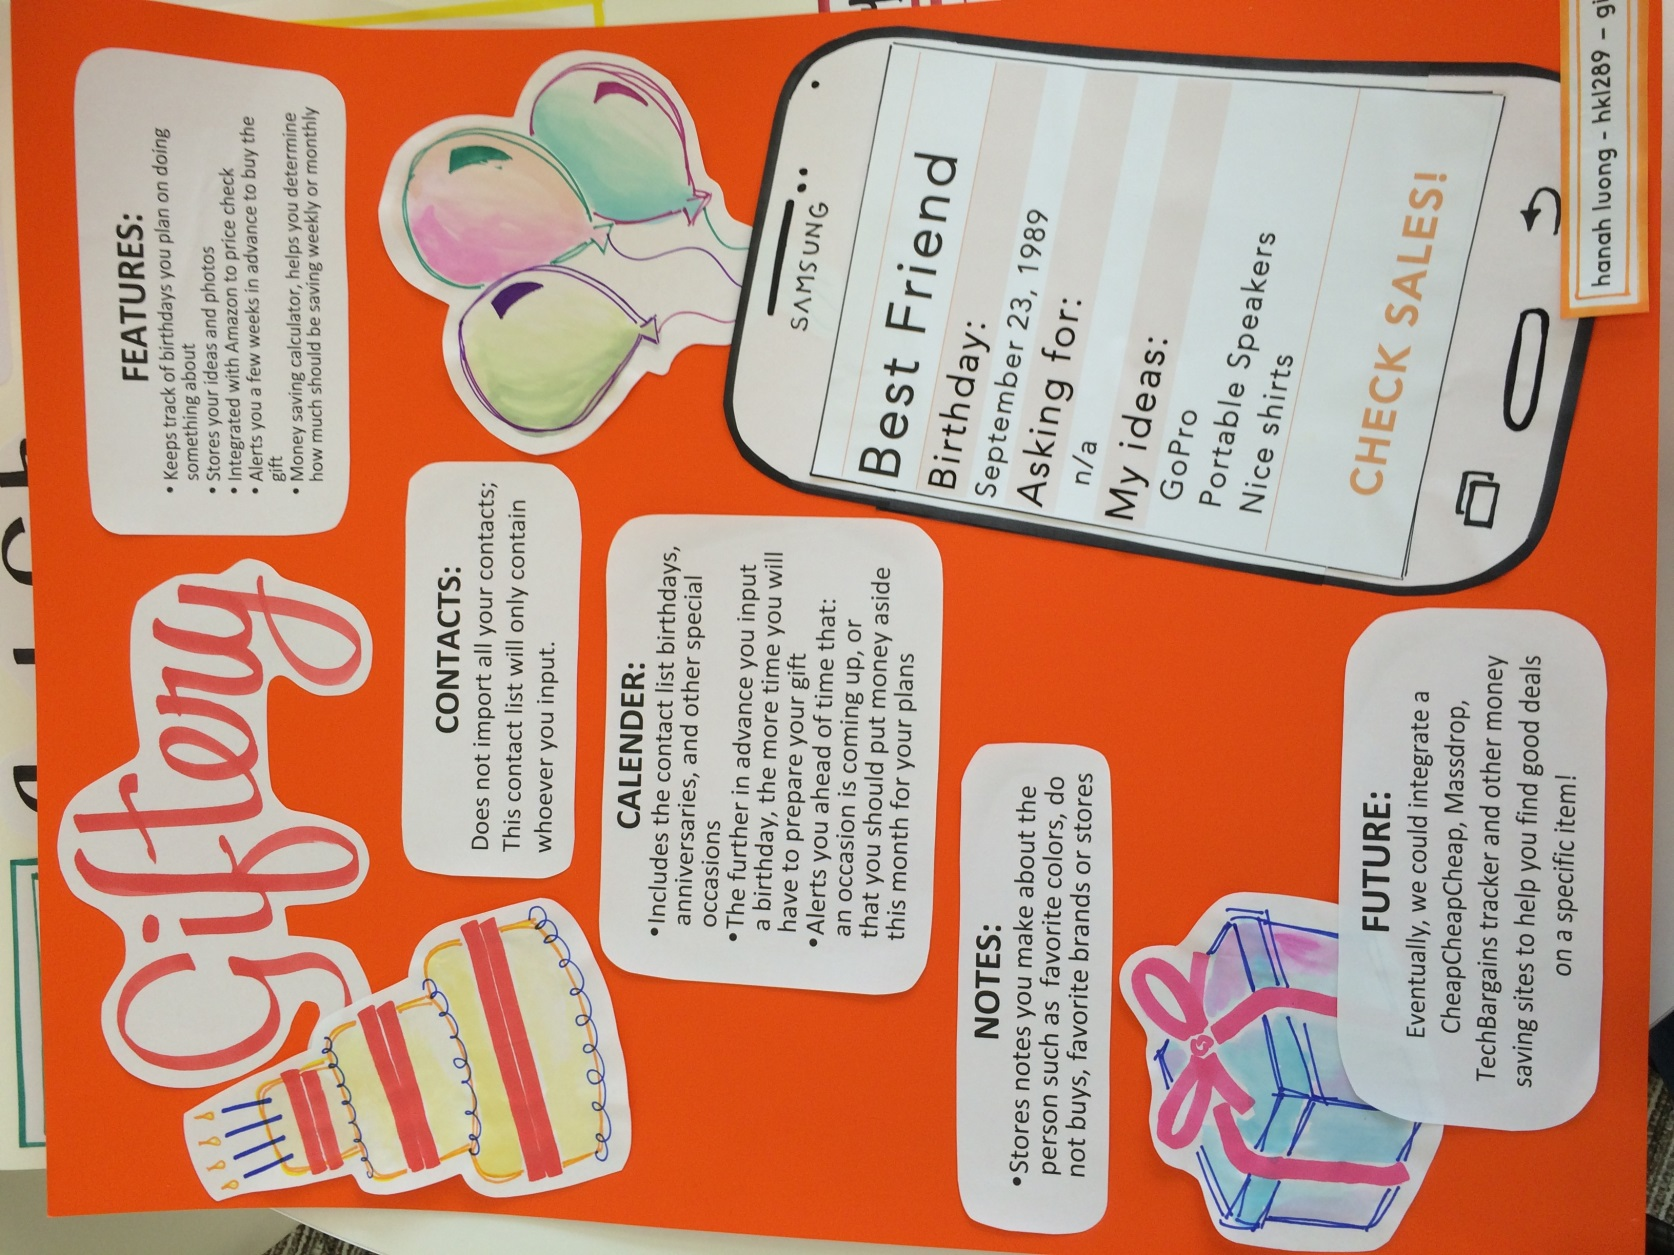 Giftery
FEATURES:
• Keeps track of birthdays you plan on doing
something about
• Stores your ideas and photos
• Integrated with Amazon to price check
• Alerts you a few weeks in advance to buy the
gift
• Money saving calculator, helps you determine
how much should be saving weekly or monthly
CONTACTS:
Does not import all your contacts;
This contact list will only contain
whoever you input.
CALENDER:
•Includes the contact list birthdays,
anniversaries, and other special
occasions
•The further in advance you input
a birthday, the more time you will
have to prepare your gift
•Alerts you ahead of time that:
an occasion is coming up, or
that you should put money aside
this month for your plans
NOTES:
•Stores notes you make about the
person such as favorite colors, do
not buys, favorite brands or stores
FUTURE:
Eventually, we could integrate a
CheapCheapCheap, Massdrop,
TechBargains tracker and other money
saving sites to help you find good deals
on a specific item!
SAMSUNG
Best Friend
Birthday:
September 23, 1989
Asking for:
n/a
My ideas:
GoPro
Portable Speakers
Nice shirts
CHECK SALES!
hanah luong - hkl289 - gi